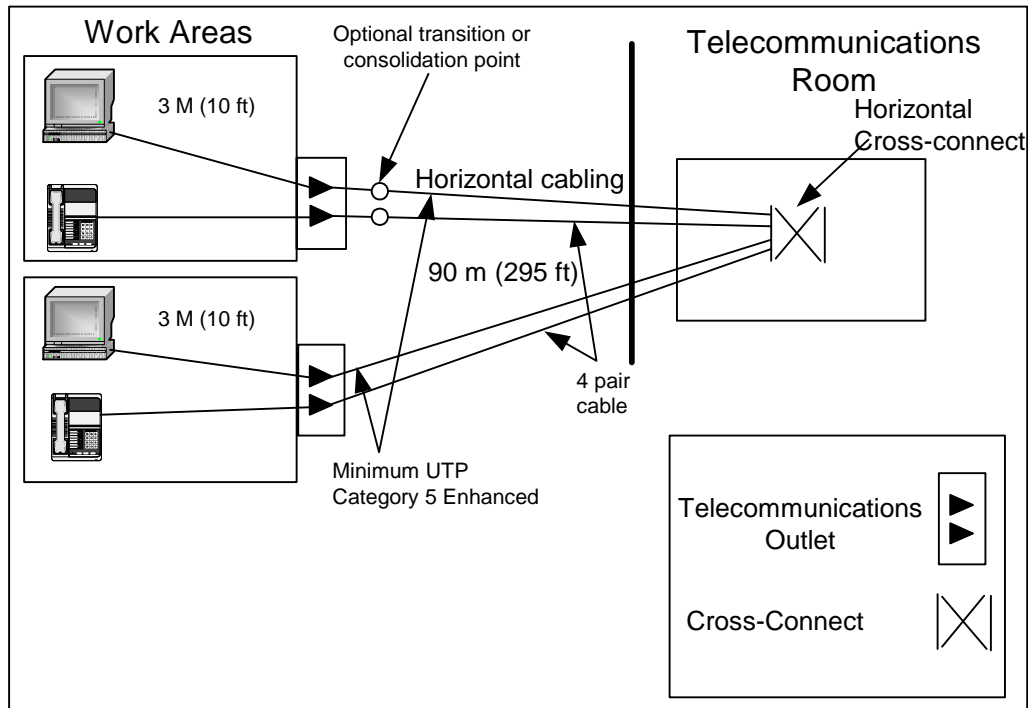 Work Areas
Optional transition or
consolidation point
Telecommunications
Room
3 M (10 ft)
Horizontal
Cross-connect
Horizontal cabling
90 m (295 ft)
3 M (10 ft)
4 pair
cable
Minimum UTP
Category 5 Enhanced
Telecommunications
Outlet
Cross-Connect